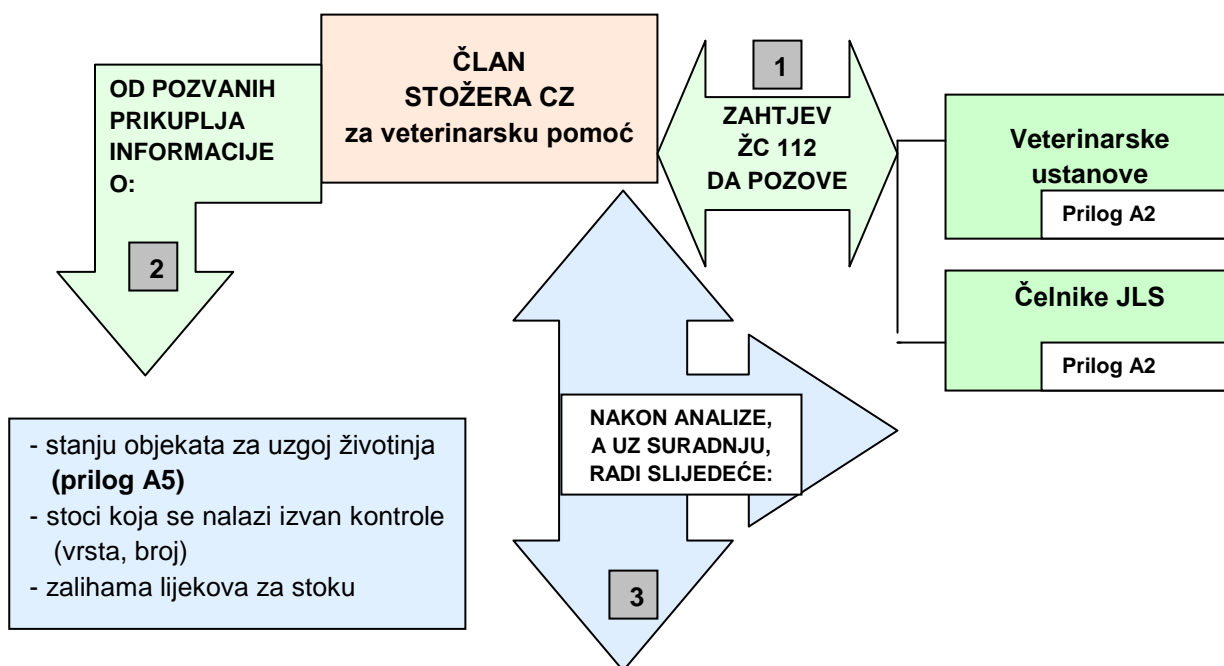 ČLAN
STOŽERA CZ
za veterinarsku pomoć
1
ZAHTJEV
ŽC 112
DA POZOVE
Veterinarske
ustanove
Prilog A2
Čelnike JLS
Prilog A2
OD POZVANIH
PRIKUPLJA
INFORMACIJE
O:
2
- stanju objekata za uzgoj životinja
(prilog A5)
- stoci koja se nalazi izvan kontrole
(vrsta, broj)
- zalihama lijekova za stoku
NAKON ANALIZE,
A UZ SURADNJU,
RADI SLIJEDEĆE:
3